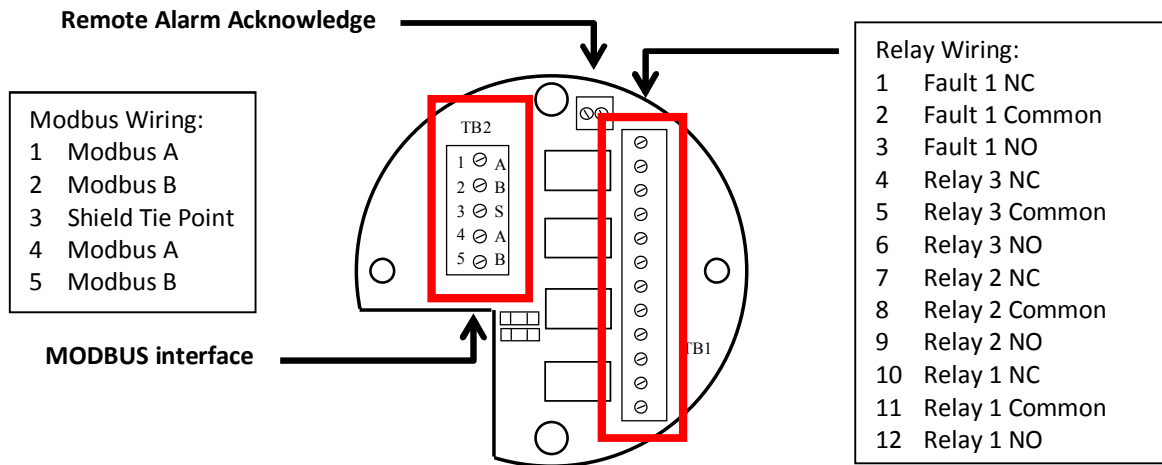 Remote Alarm Acknowledge
Modbus Wiring:
1 Modbus A
2 Modbus B
3 Shield Tie Point
4 Modbus A
5 Modbus B
MODBUS interface
TB2
1 A
2 B
3 S
4 A
5 B
TB1
Relay Wiring:
1 Fault 1 NC
2 Fault 1 Common
3 Fault 1 NO
4 Relay 3 NC
5 Relay 3 Common
6 Relay 3 NO
7 Relay 2 NC
8 Relay 2 Common
9 Relay 2 NO
10 Relay 1 NC
11 Relay 1 Common
12 Relay 1 NO